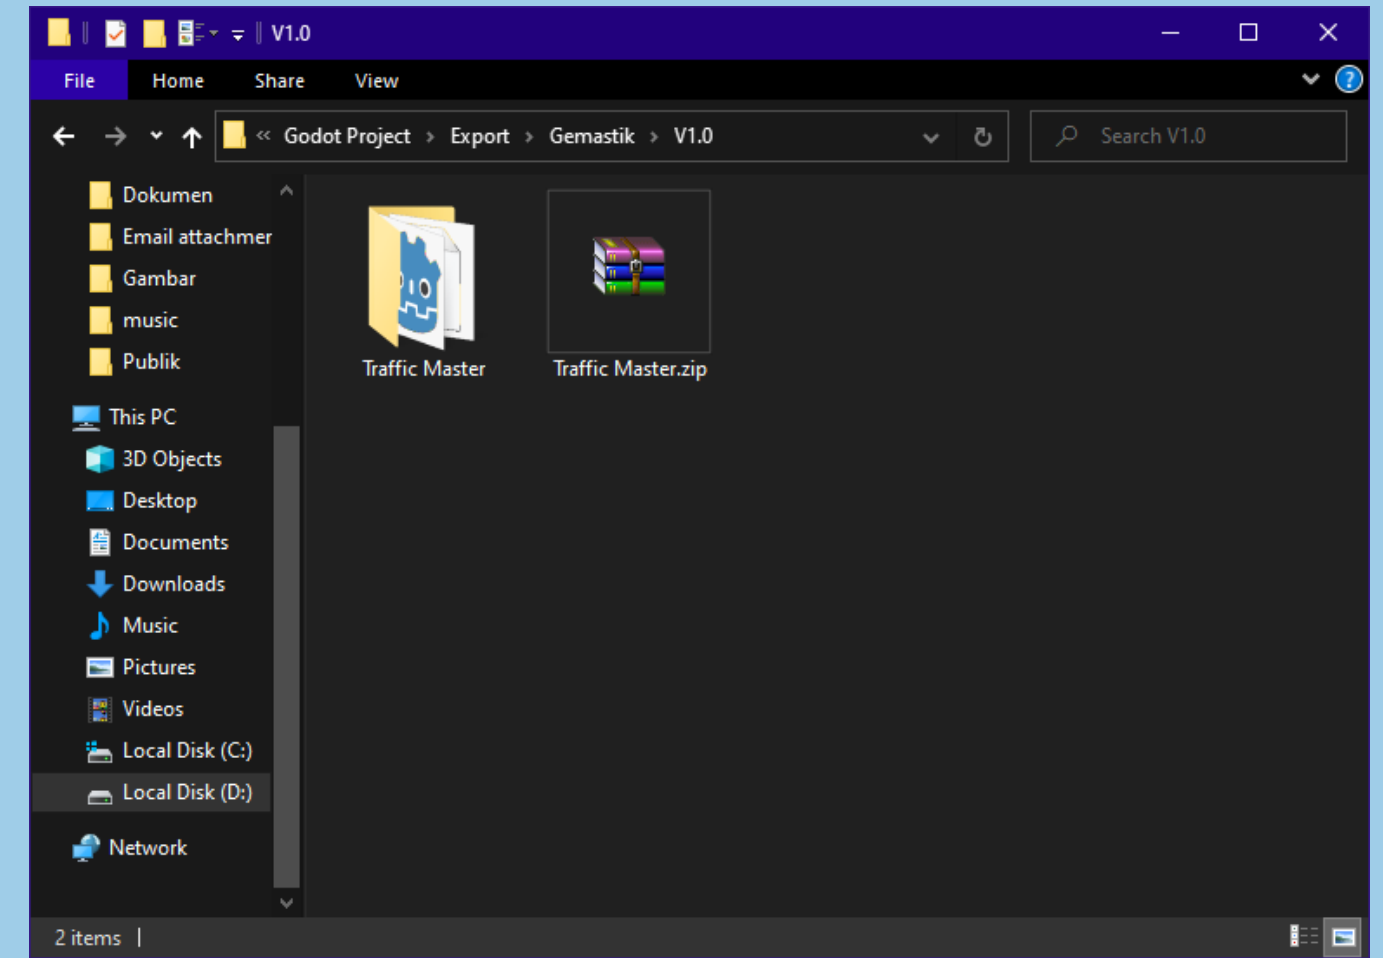 V1.0
File Home Share View
« Godot Project > Export > Gemastik > V1.0
Search V1.0
Dokumen
Email attachmer
Gambar
music
Publik
This PC
3D Objects
Desktop
Documents
Downloads
Music
Pictures
Videos
Local Disk (C:)
Local Disk (D:)
Network
Traffic Master
Traffic Master.zip
2 items